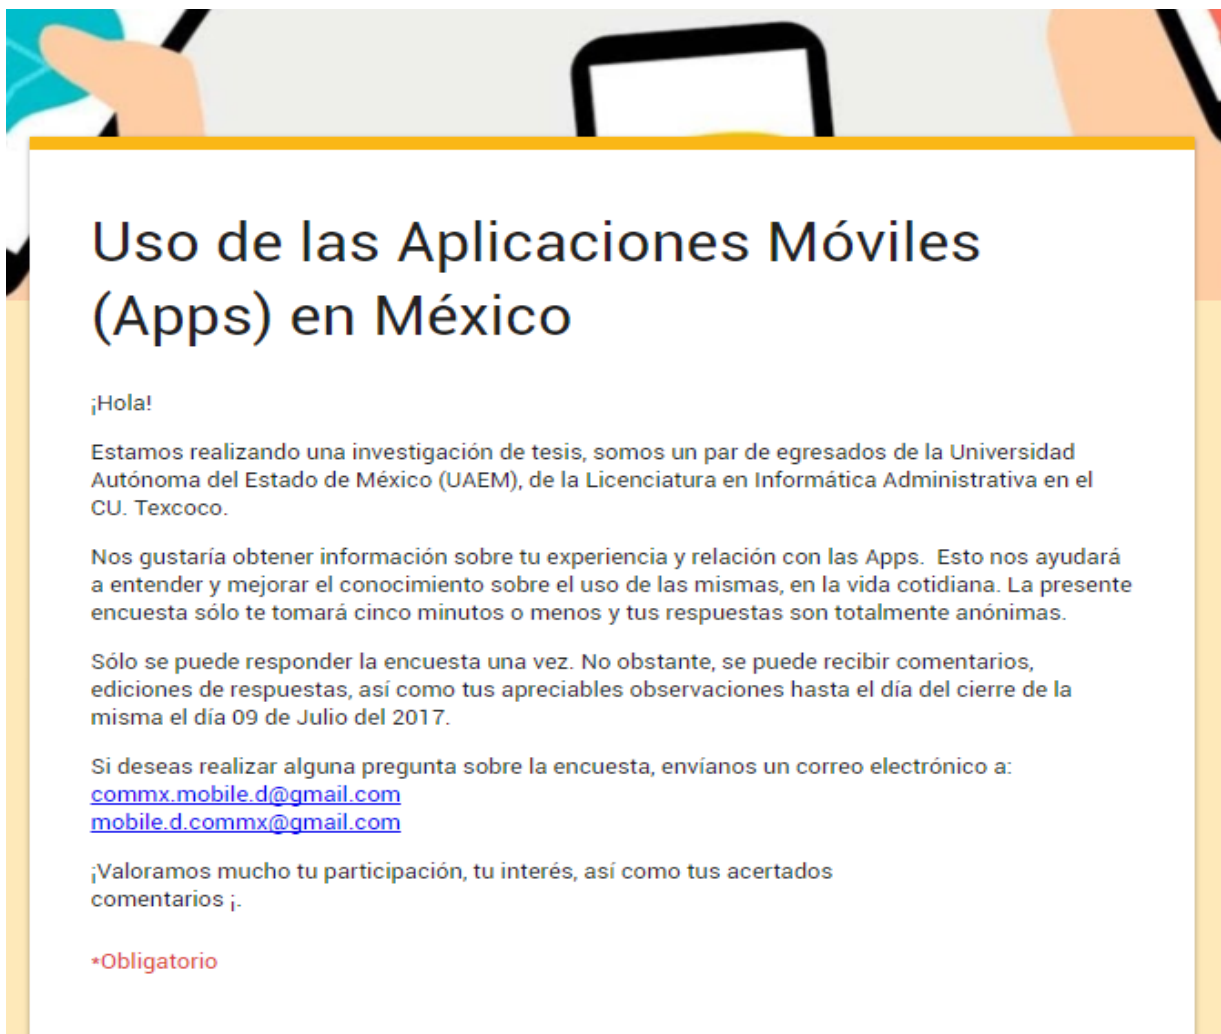 Uso de las Aplicaciones Móviles
(Apps) en México
¡Hola!
Estamos realizando una investigación de tesis, somos un par de egresados de la Universidad
Autónoma del Estado de México (UAEM), de la Licenciatura en Informática Administrativa en el
CU. Texcoco.
Nos gustaría obtener información sobre tu experiencia y relación con las Apps.  Esto nos ayudará
a entender y mejorar el conocimiento sobre el uso de las mismas, en la vida cotidiana. La presente
encuesta sólo te tomará cinco minutos o menos y tus respuestas son totalmente anónimas.
Sólo se puede responder la encuesta una vez. No obstante, se puede recibir comentarios,
ediciones de respuestas, así como tus apreciables observaciones hasta el día del cierre de la
misma el día 09 de Julio del 2017.
Si deseas realizar alguna pregunta sobre la encuesta, envíanos un correo electrónico a:
commx.mobile.d@gmail.com
mobile.d.commx@gmail.com
¡Valoramos mucho tu participación, tu interés, así como tus acertados
comentarios ¡.
*Obligatorio